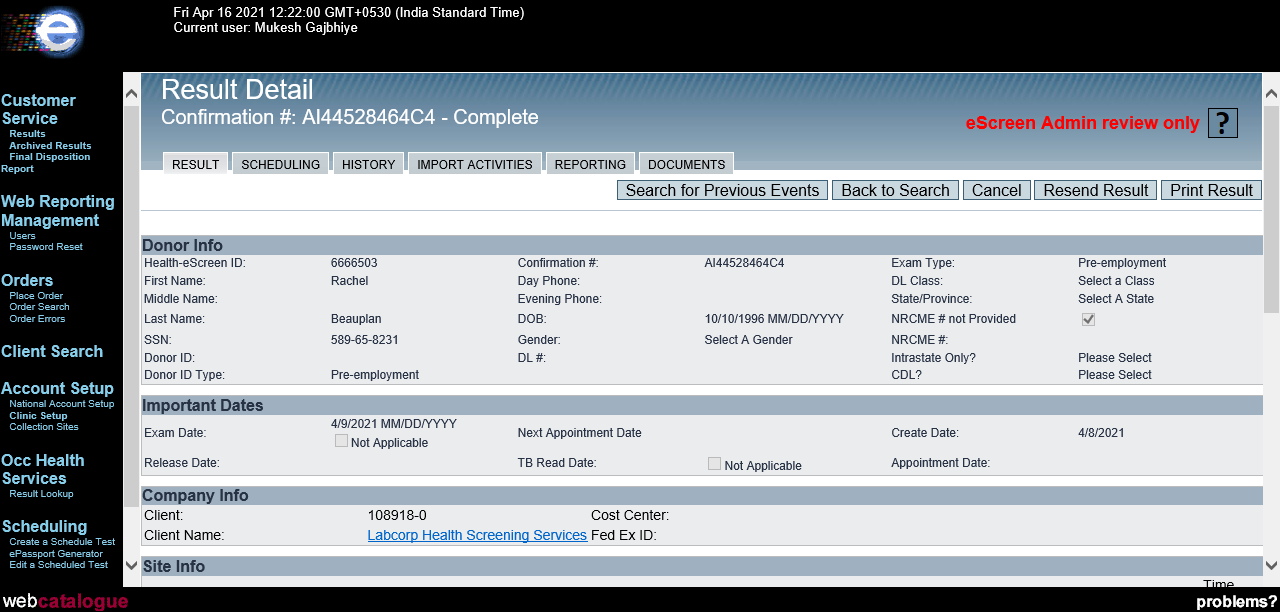 Fri Apr 16 2021 12:22:00 GMT+0530 (India Standard Time)
Current user: Mukesh Gajbhiye
Customer
Service
Results
Archived Results
Final Disposition
Report
Web Reporting
Management
Users
Password Reset
Orders
Place Order
Order Search
Order Errors
Client Search
Account Setup
National Account Setup
Clinic Setup
Collection Sites
Occ Health
Services
Result Lookup
Scheduling
Create a Schedule Test
ePassport Generator
Edit a Scheduled Test
Result Detail
Confirmation #: AI44528464C4 - Complete
eScreen Admin review only ?
RESULT SCHEDULING HISTORY IMPORT ACTIVITIES REPORTING DOCUMENTS
Search for Previous Events Back to Search Cancel Resend Result Print Result
Donor Info
Health-eScreen ID: 6666503 Confirmation #: AI44528464C4 Exam Type: Pre-employment
First Name: Rachel Day Phone: DL Class: Select a Class
Middle Name: Evening Phone: State/Province: Select A State
Last Name: Beauplan DOB: 10/10/1996 MM/DD/YYYY NRCME # not Provided
SSN: 589-65-8231 Gender: Select A Gender NRCME #:
Donor ID: DL #: Intrastate Only? Please Select
Donor ID Type: Pre-employment CDL? Please Select
Important Dates
Exam Date: 4/9/2021 MM/DD/YYYY Next Appointment Date Create Date: 4/8/2021
Not Applicable
Release Date: TB Read Date: Not Applicable Appointment Date:
Company Info
Client: 108918-0 Cost Center:
Client Name: Labcorp Health Screening Services Fed Ex ID:
Site Info
Time
webcatalogue problems?